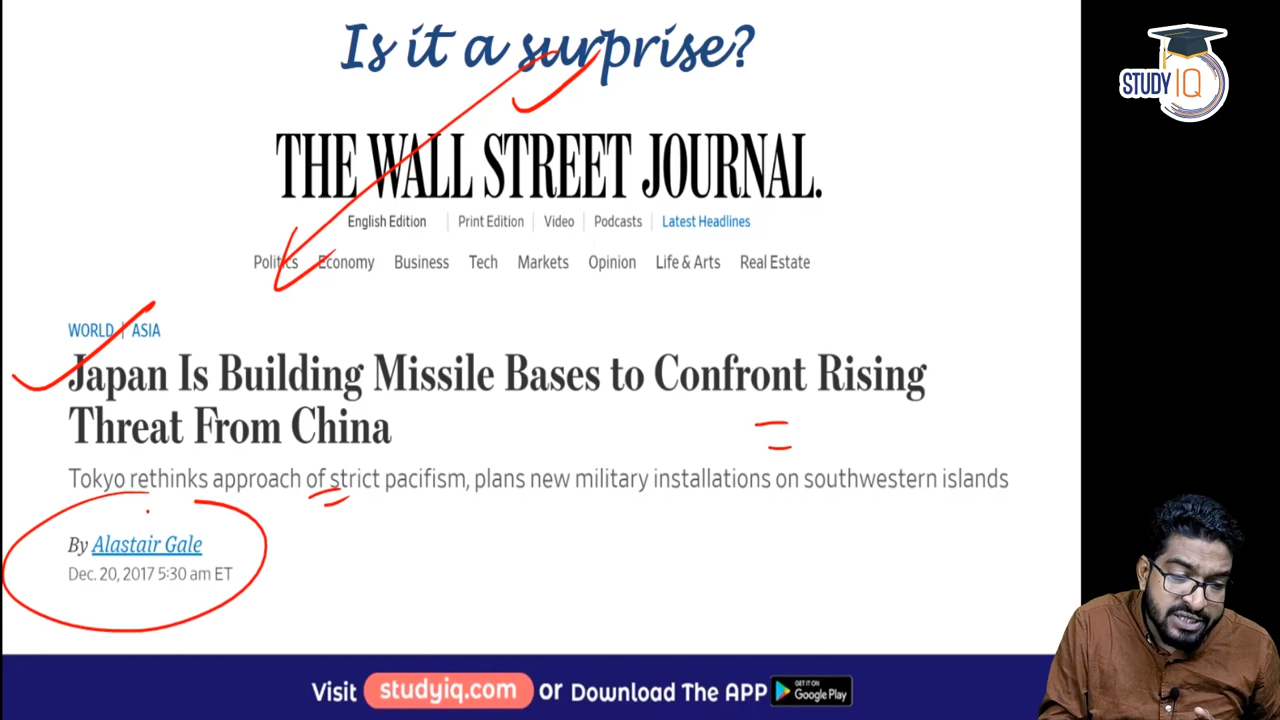 Is it a surprise?
STUDY IQ
THE WALL STREET JOURNAL.
English Edition | Print Edition | Video | Podcasts | Latest Headlines
Politics Economy Business Tech Markets Opinion Life & Arts Real Estate
WORLD | ASIA
Japan Is Building Missile Bases to Confront Rising
Threat From China
Tokyo rethinks approach of strict pacifism, plans new military installations on southwestern islands
By Alastair Gale
Dec. 20, 2017 5:30 am ET
Visit studyiq.com or Download The APP GET IT ON Google Play